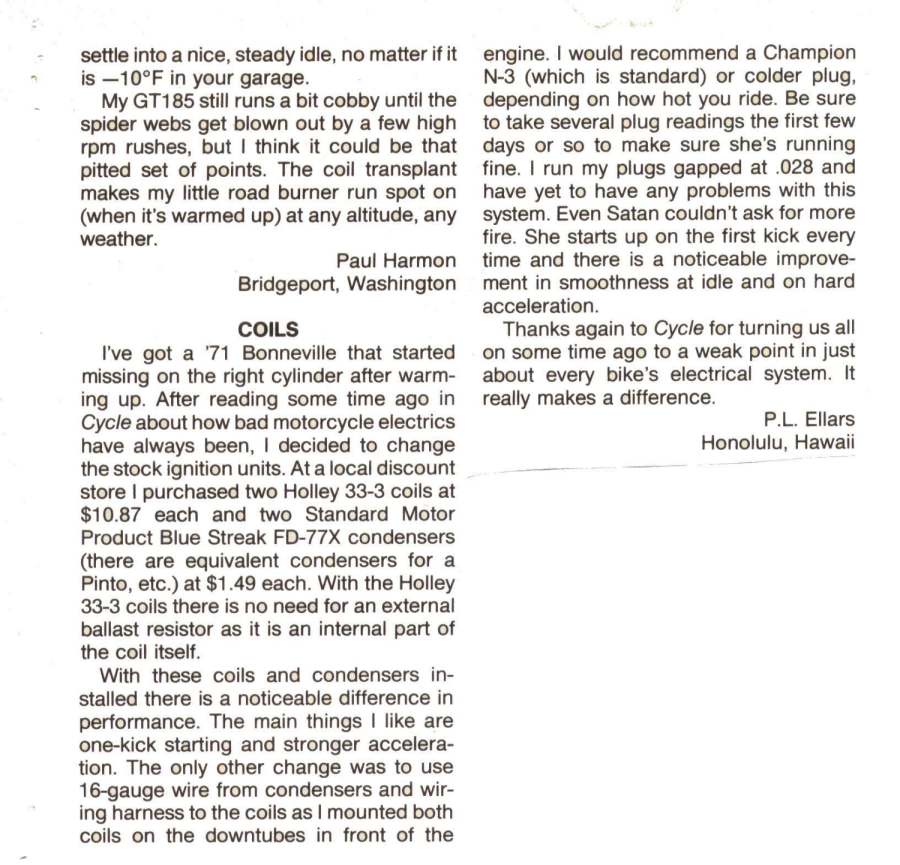 settle into a nice, steady idle, no matter if it
is —10°F in your garage.
My GT185 still runs a bit cobby until the
spider webs get blown out by a few high
rpm rushes, but I think it could be that
pitted set of points. The coil transplant
makes my little road burner run spot on
(when it's warmed up) at any altitude, any
weather.
Paul Harmon
Bridgeport, Washington
COILS
I've got a '71 Bonneville that started
missing on the right cylinder after warm-
ing up. After reading some time ago in
Cycle about how bad motorcycle electrics
have always been, I decided to change
the stock ignition units. At a local discount
store I purchased two Holley 33-3 coils at
$10.87 each and two Standard Motor
Product Blue Streak FD-77X condensers
(there are equivalent condensers for a
Pinto, etc.) at $1.49 each. With the Holley
33-3 coils there is no need for an external
ballast resistor as it is an internal part of
the coil itself.
With these coils and condensers in-
stalled there is a noticeable difference in
performance. The main things I like are
one-kick starting and stronger accelera-
tion. The only other change was to use
16-gauge wire from condensers and wir-
ing harness to the coils as I mounted both
coils on the downtubes in front of the
engine. I would recommend a Champion
N-3 (which is standard) or colder plug,
depending on how hot you ride. Be sure
to take several plug readings the first few
days or so to make sure she's running
fine. I run my plugs gapped at .028 and
have yet to have any problems with this
system. Even Satan couldn't ask for more
fire. She starts up on the first kick every
time and there is a noticeable improve-
ment in smoothness at idle and on hard
acceleration.
Thanks again to Cycle for turning us all
on some time ago to a weak point in just
about every bike's electrical system. It
really makes a difference.
P.L. Ellars
Honolulu, Hawaii